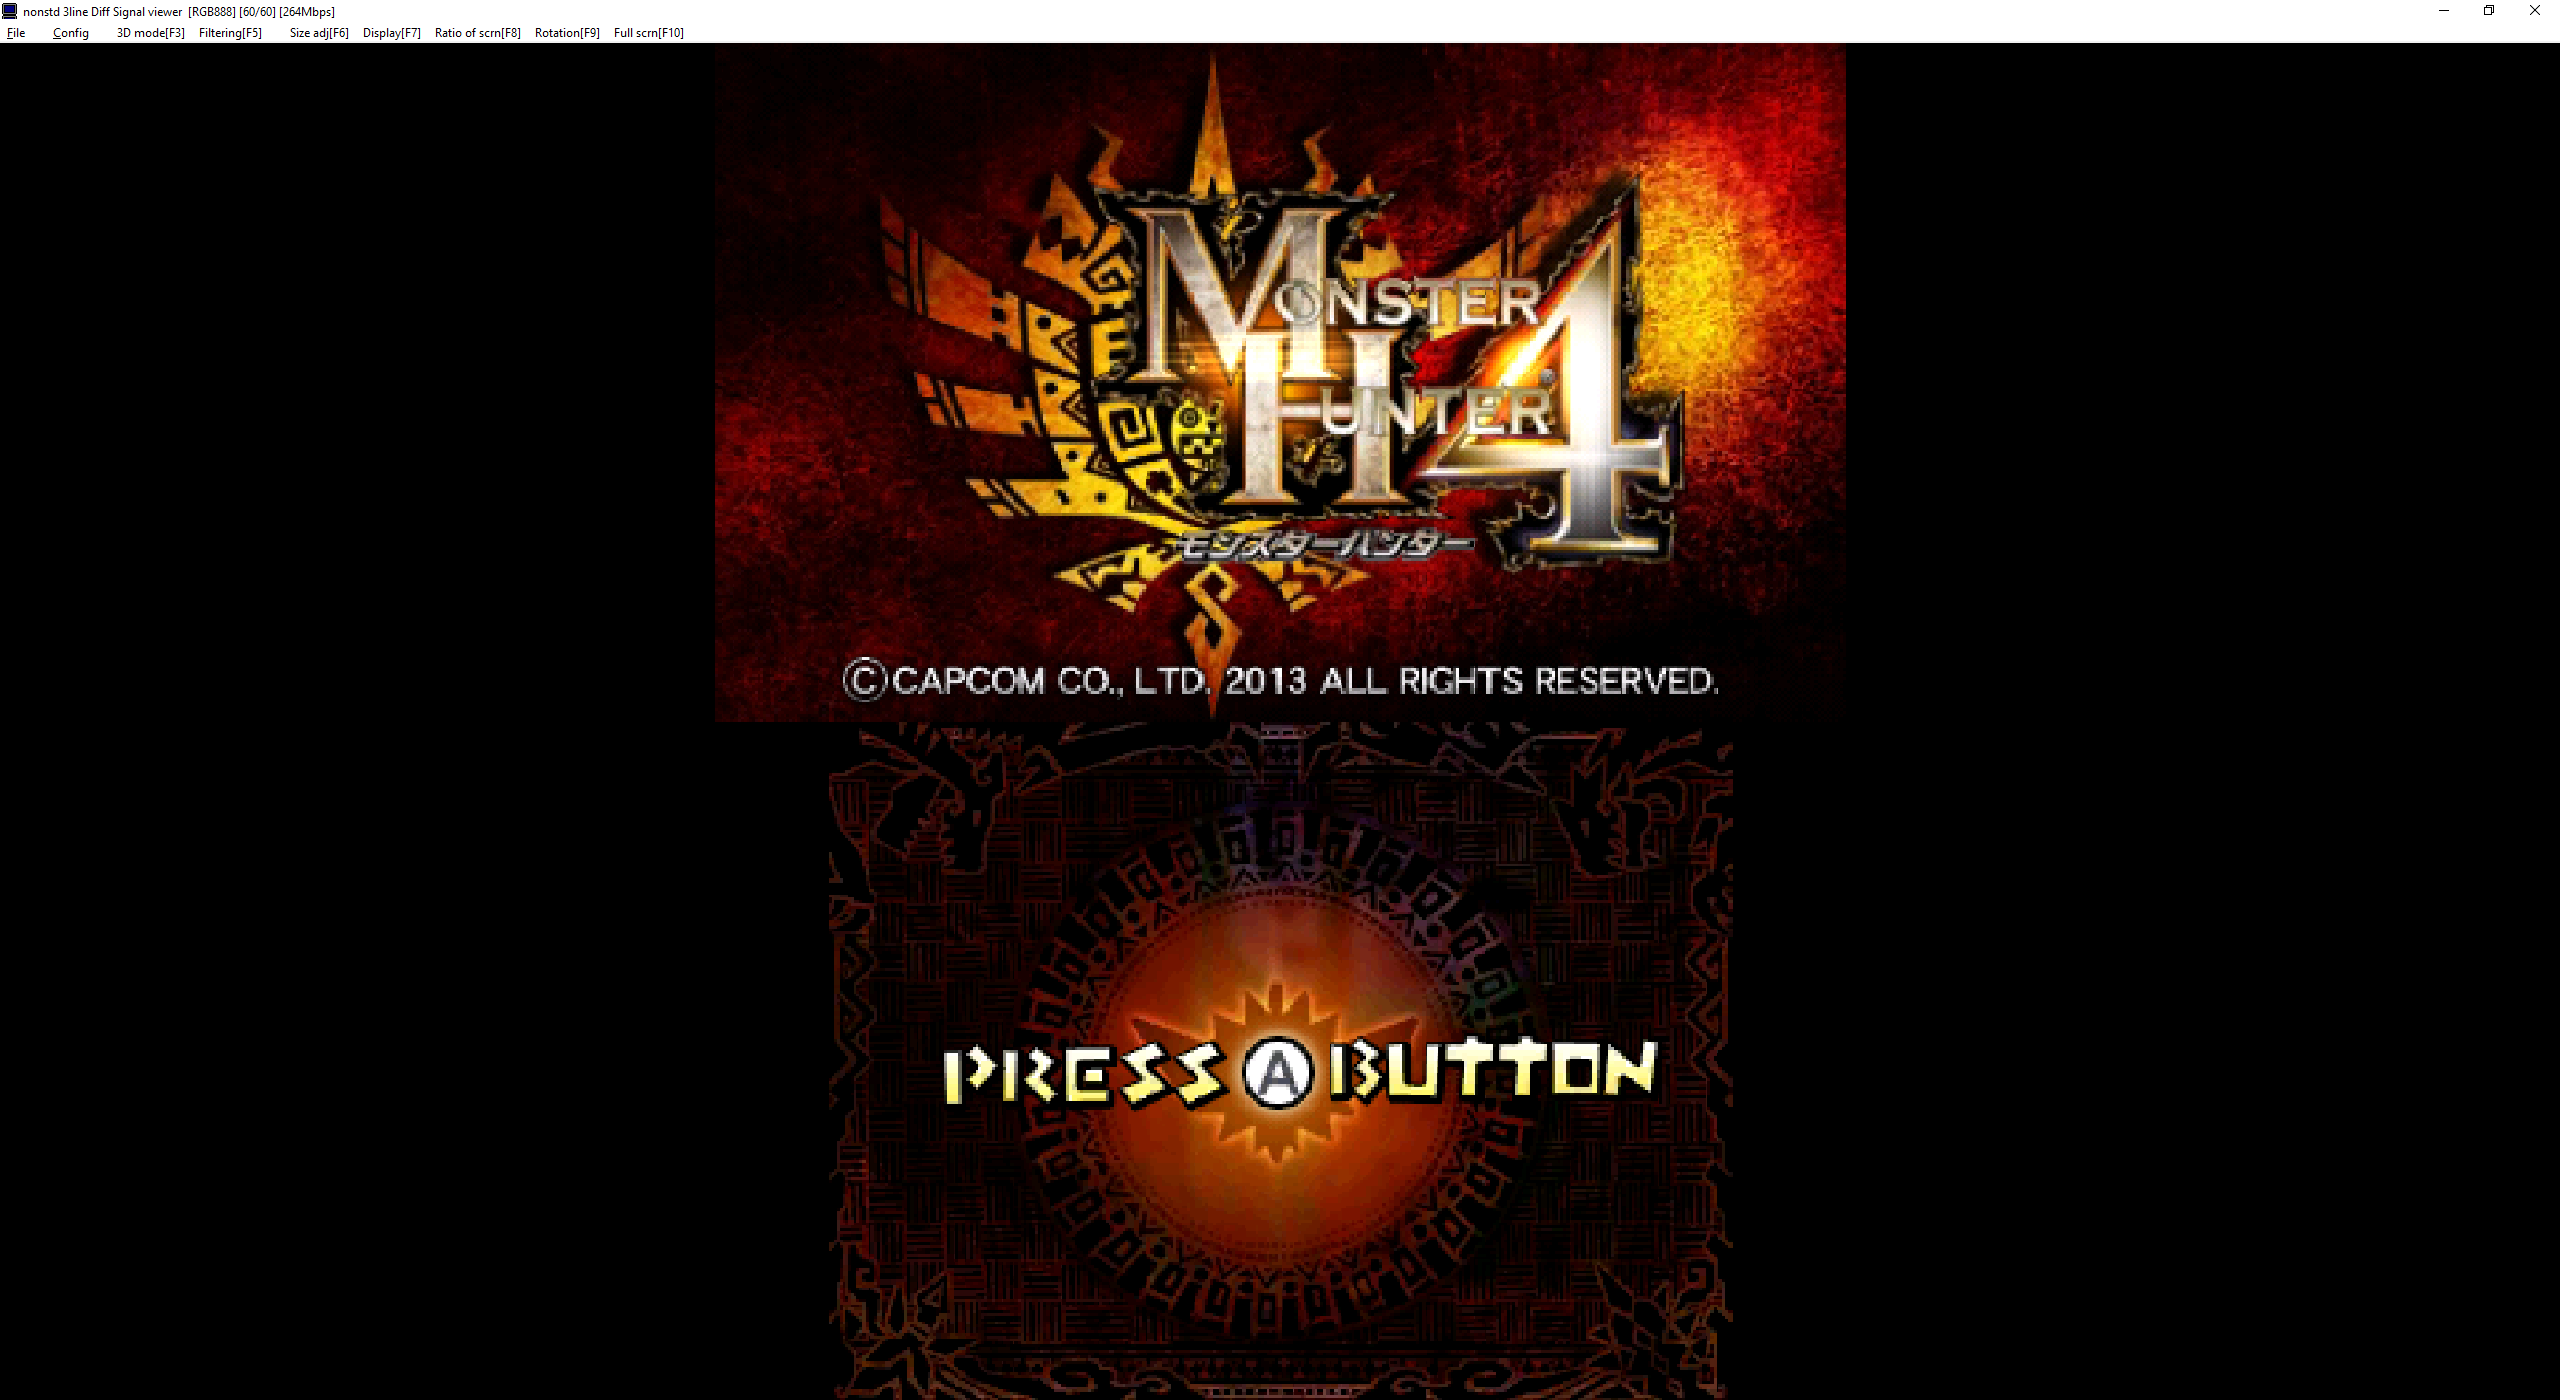 nonstd 3line Diff Signal viewer [RGB888] [60/60] [264Mbps]
File Config 3D mode[F3] Filtering[F5] Size adj[F6] Display[F7] Ratio of scrn[F8] Rotation[F9] Full scrn[F10]
MONSTER
HUNTER 4
®
モンスターハンター
©CAPCOM CO., LTD. 2013 ALL RIGHTS RESERVED.
PRESS A BUTTON